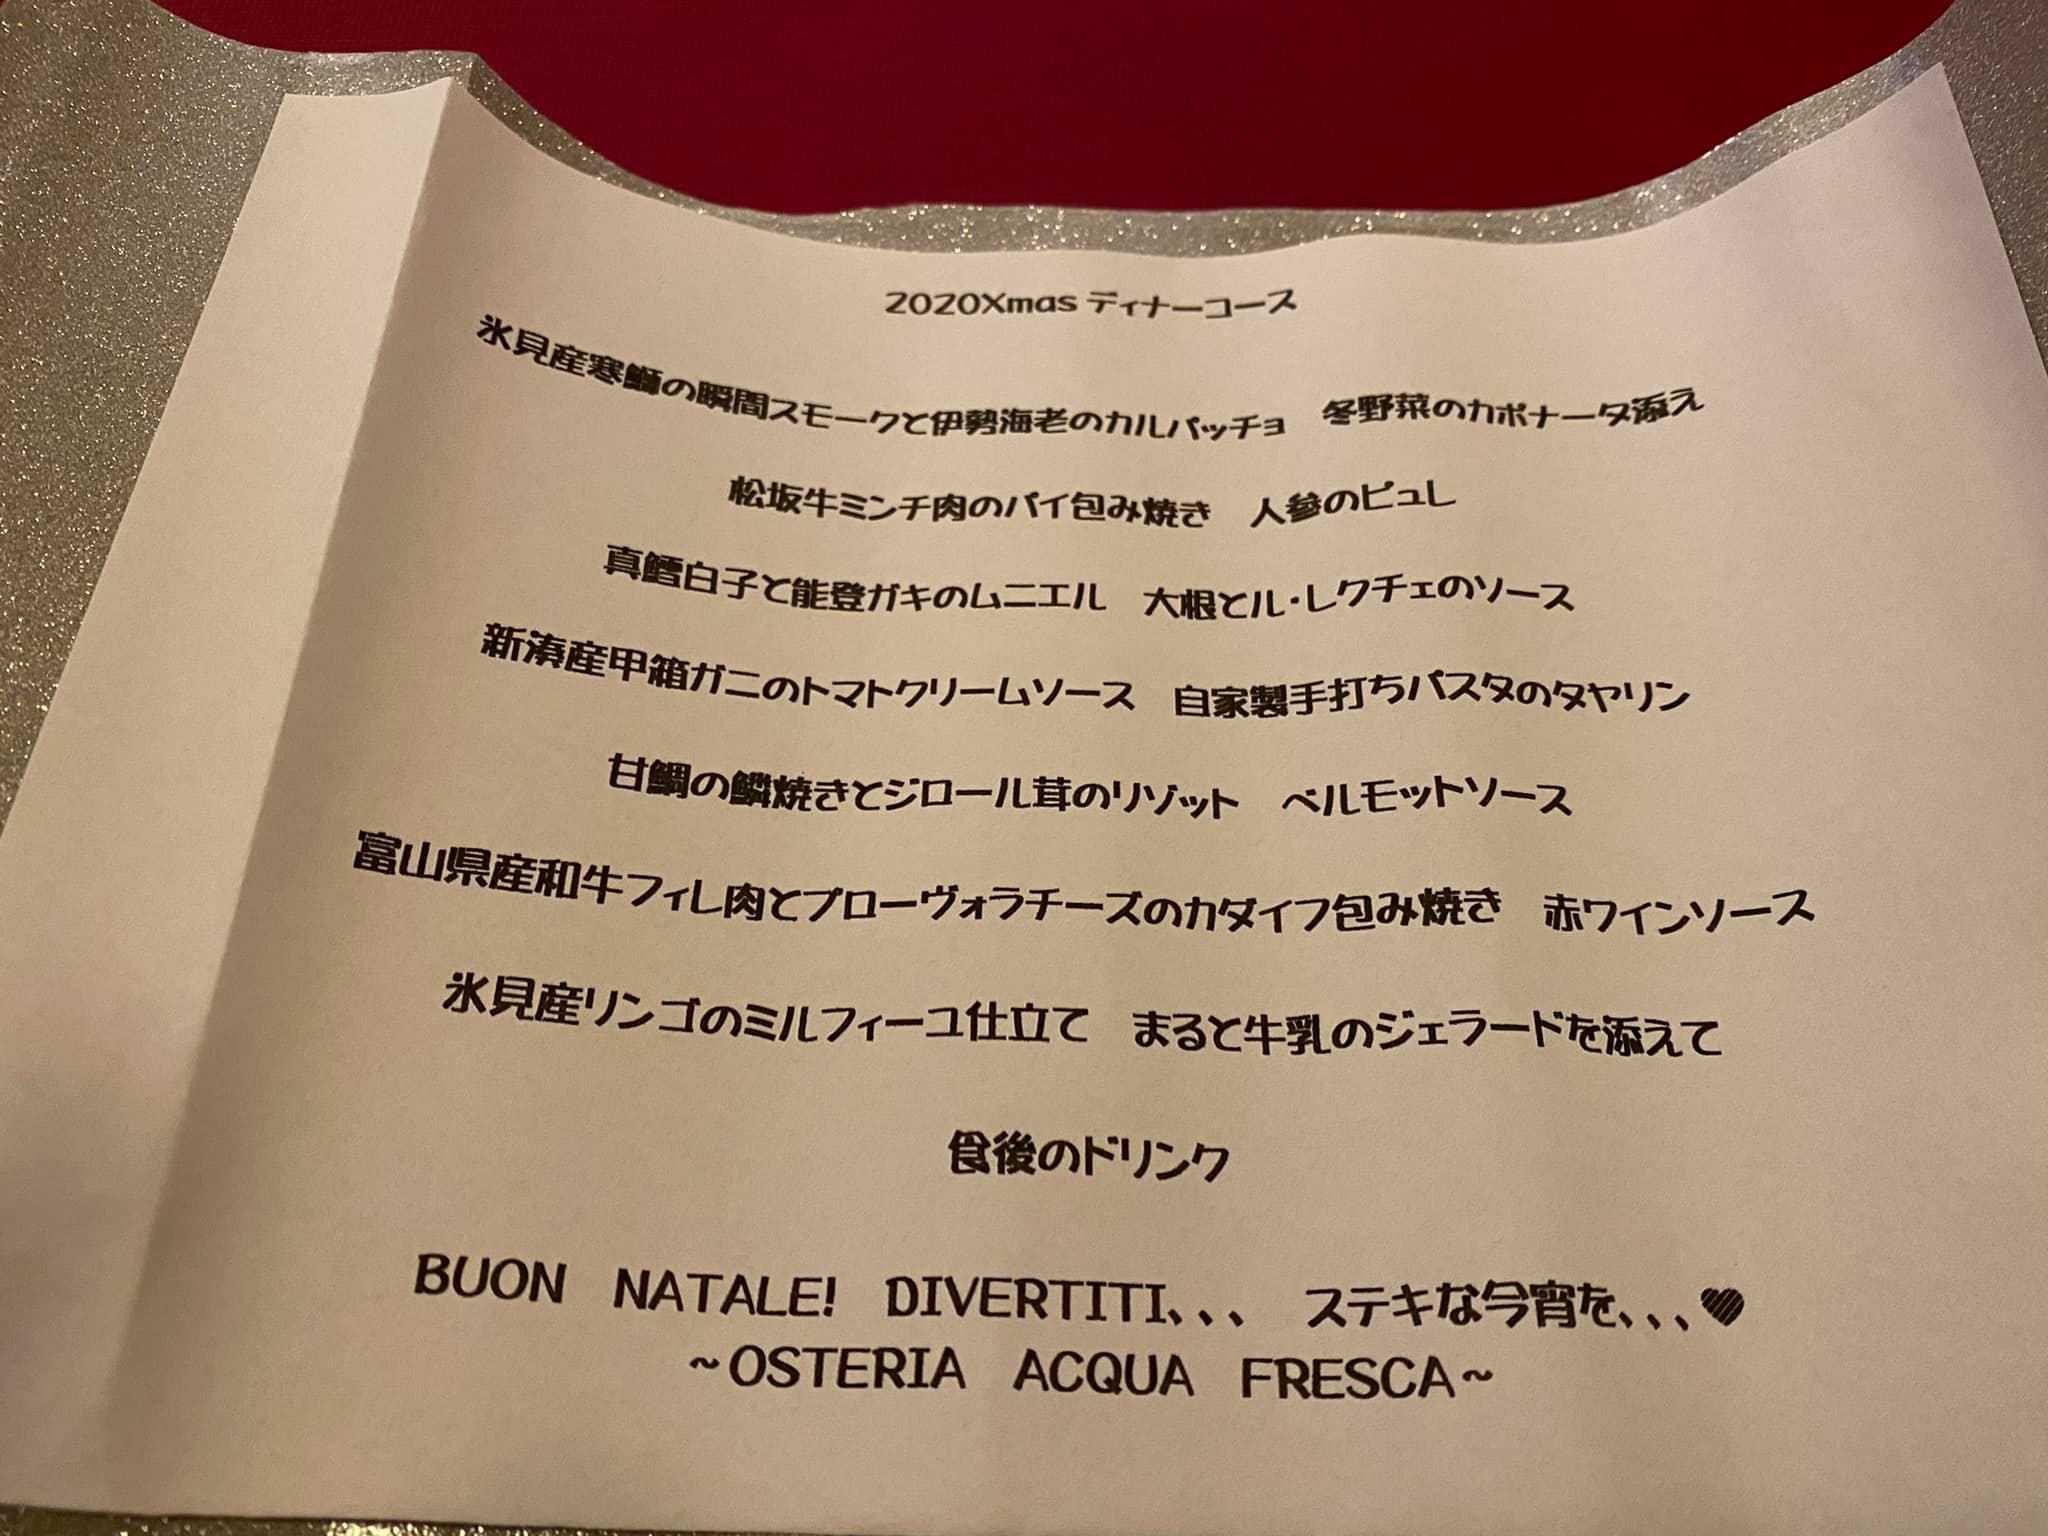 2020Xmas ディナーコース
氷見産寒鰤の瞬間スモークと伊勢海老のカルパッチョ　冬野菜のカポナータ添え
松坂牛ミンチ肉のパイ包み焼き　人参のピュレ
真鱈白子と能登ガキのムニエル　大根とル・レクチェのソース
新湊産甲箱ガニのトマトクリームソース　自家製手打ちパスタのタヤリン
甘鯛の鱗焼きとジロール茸のリゾット　ベルモットソース
富山県産和牛フィレ肉とプローヴォラチーズのカダイフ包み焼き　赤ワインソース
氷見産リンゴのミルフィーユ仕立て　まると牛乳のジェラードを添えて
食後のドリンク
BUON　NATALE!　DIVERTITI、、、　ステキな今宵を、、、♥
~OSTERIA　ACQUA　FRESCA~